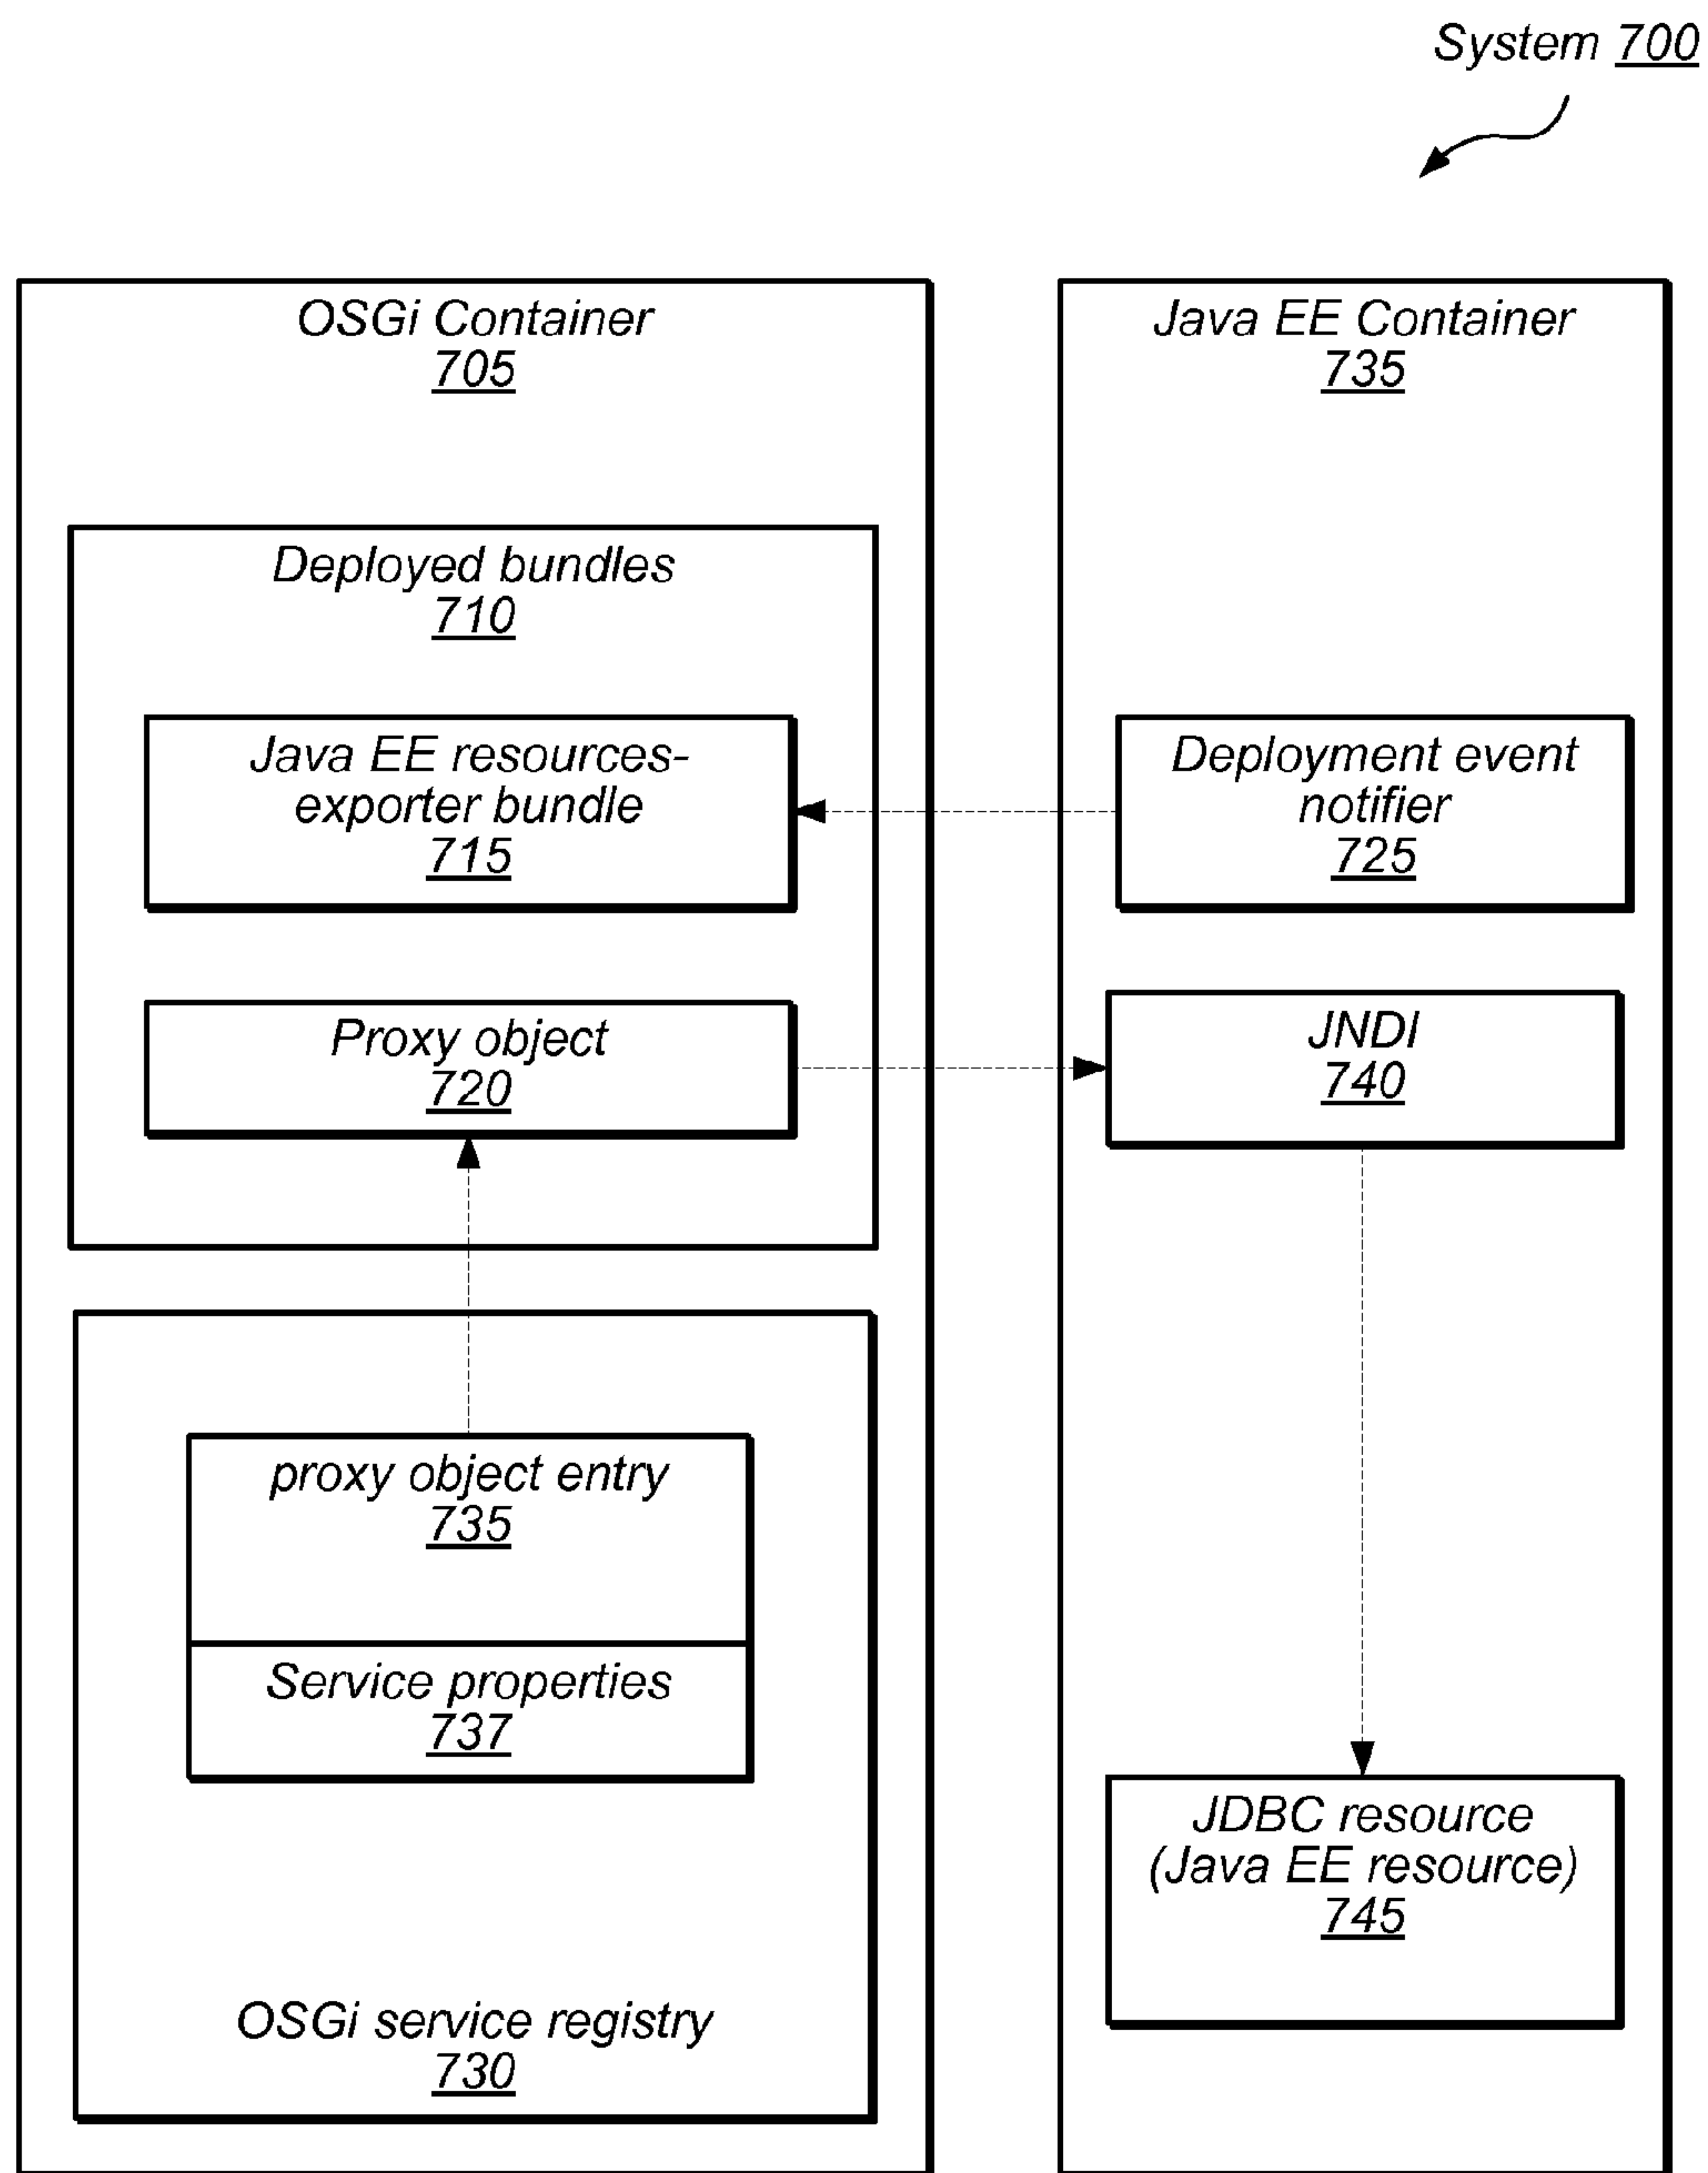 System 700
OSGi Container
705
Deployed bundles
710
Java EE resources-
exporter bundle
715
Proxy object
720
proxy object entry
735
Service properties
737
OSGi service registry
730
Java EE Container
735
Deployment event
notifier
725
JNDI
740
JDBC resource
(Java EE resource)
745